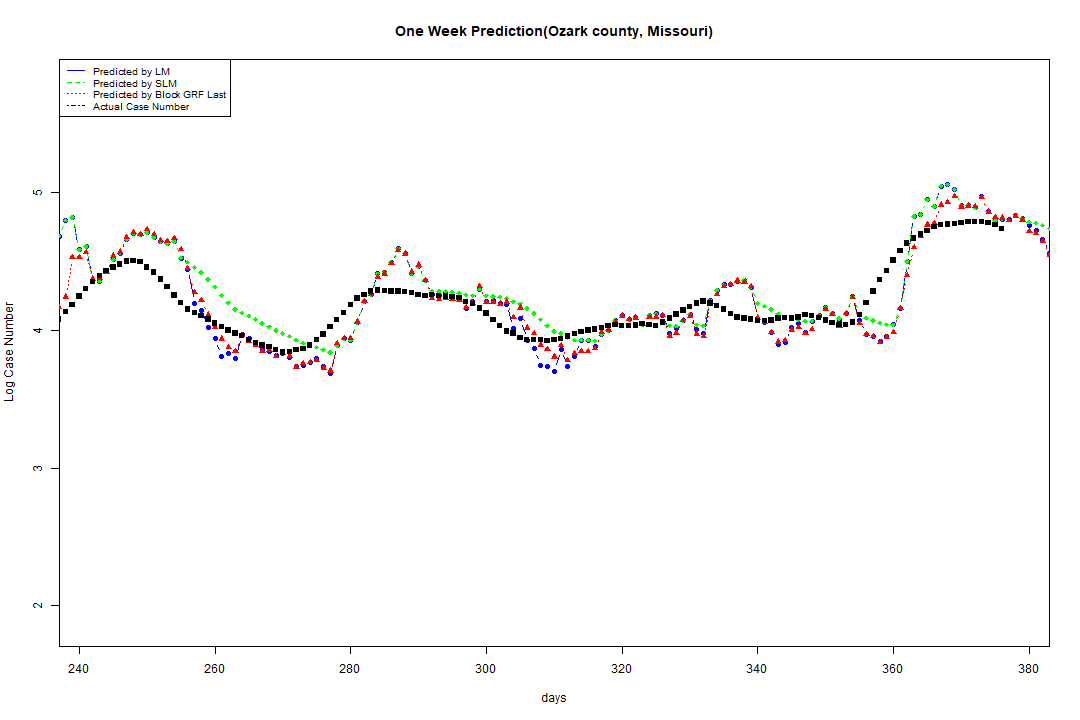 One Week Prediction(Ozark county, Missouri)
Predicted by LM
Predicted by SLM
Predicted by Block GRF Last
Actual Case Number
Log Case Number
5
4
3
2
240 260 280 300 320 340 360 380
days